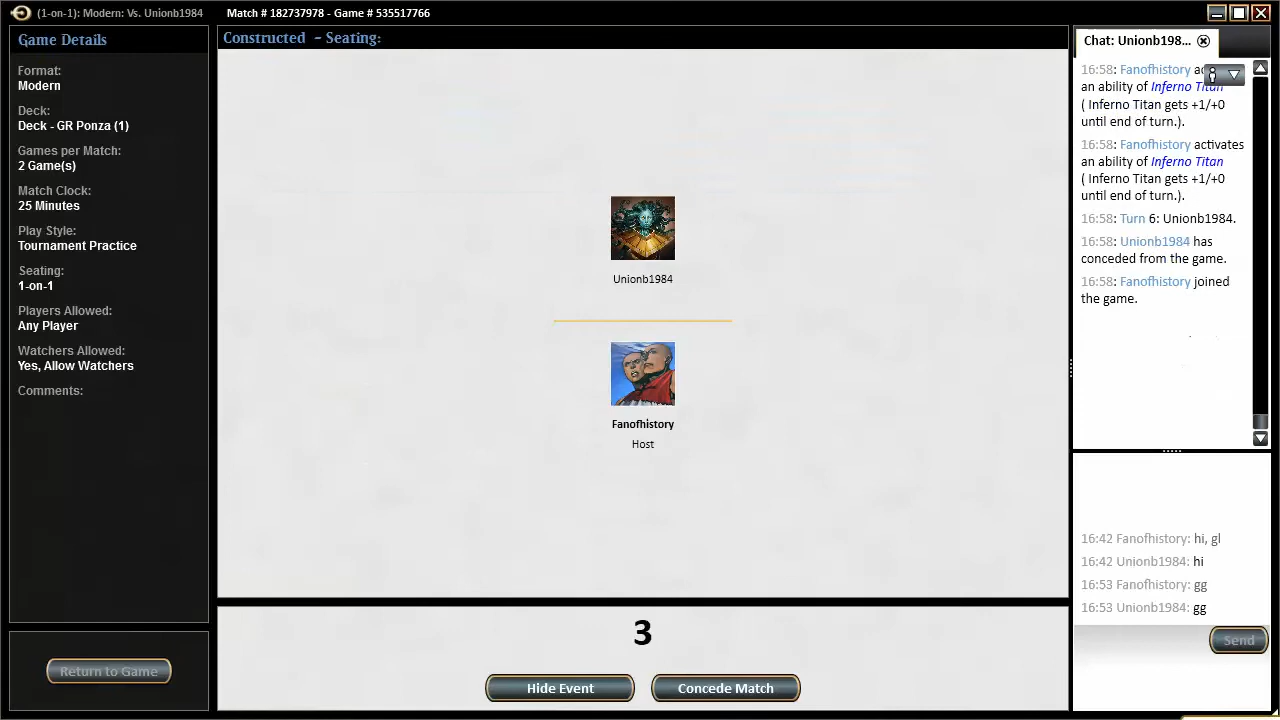 (1-on-1): Modern: Vs. Unionb1984
Match # 182737978 - Game # 535517766
Game Details
Format:
Modern
Deck:
Deck - GR Ponza (1)
Games per Match:
2 Game(s)
Match Clock:
25 Minutes
Play Style:
Tournament Practice
Seating:
1-on-1
Players Allowed:
Any Player
Watchers Allowed:
Yes, Allow Watchers
Comments:
Return to Game
Constructed - Seating:
Unionb1984
Fanofhistory
Host
3
Hide Event
Concede Match
Chat: Unionb198...
16:58: Fanofhistory
an ability of Inferno Titan
( Inferno Titan gets +1/+0
until end of turn.).
16:58: Fanofhistory activates
an ability of Inferno Titan
( Inferno Titan gets +1/+0
until end of turn.).
16:58: Turn 6: Unionb1984.
16:58: Unionb1984 has
conceded from the game.
16:58: Fanofhistory joined
the game.
16:42 Fanofhistory: hi, gl
16:42 Unionb1984: hi
16:53 Fanofhistory: gg
16:53 Unionb1984: gg
Send